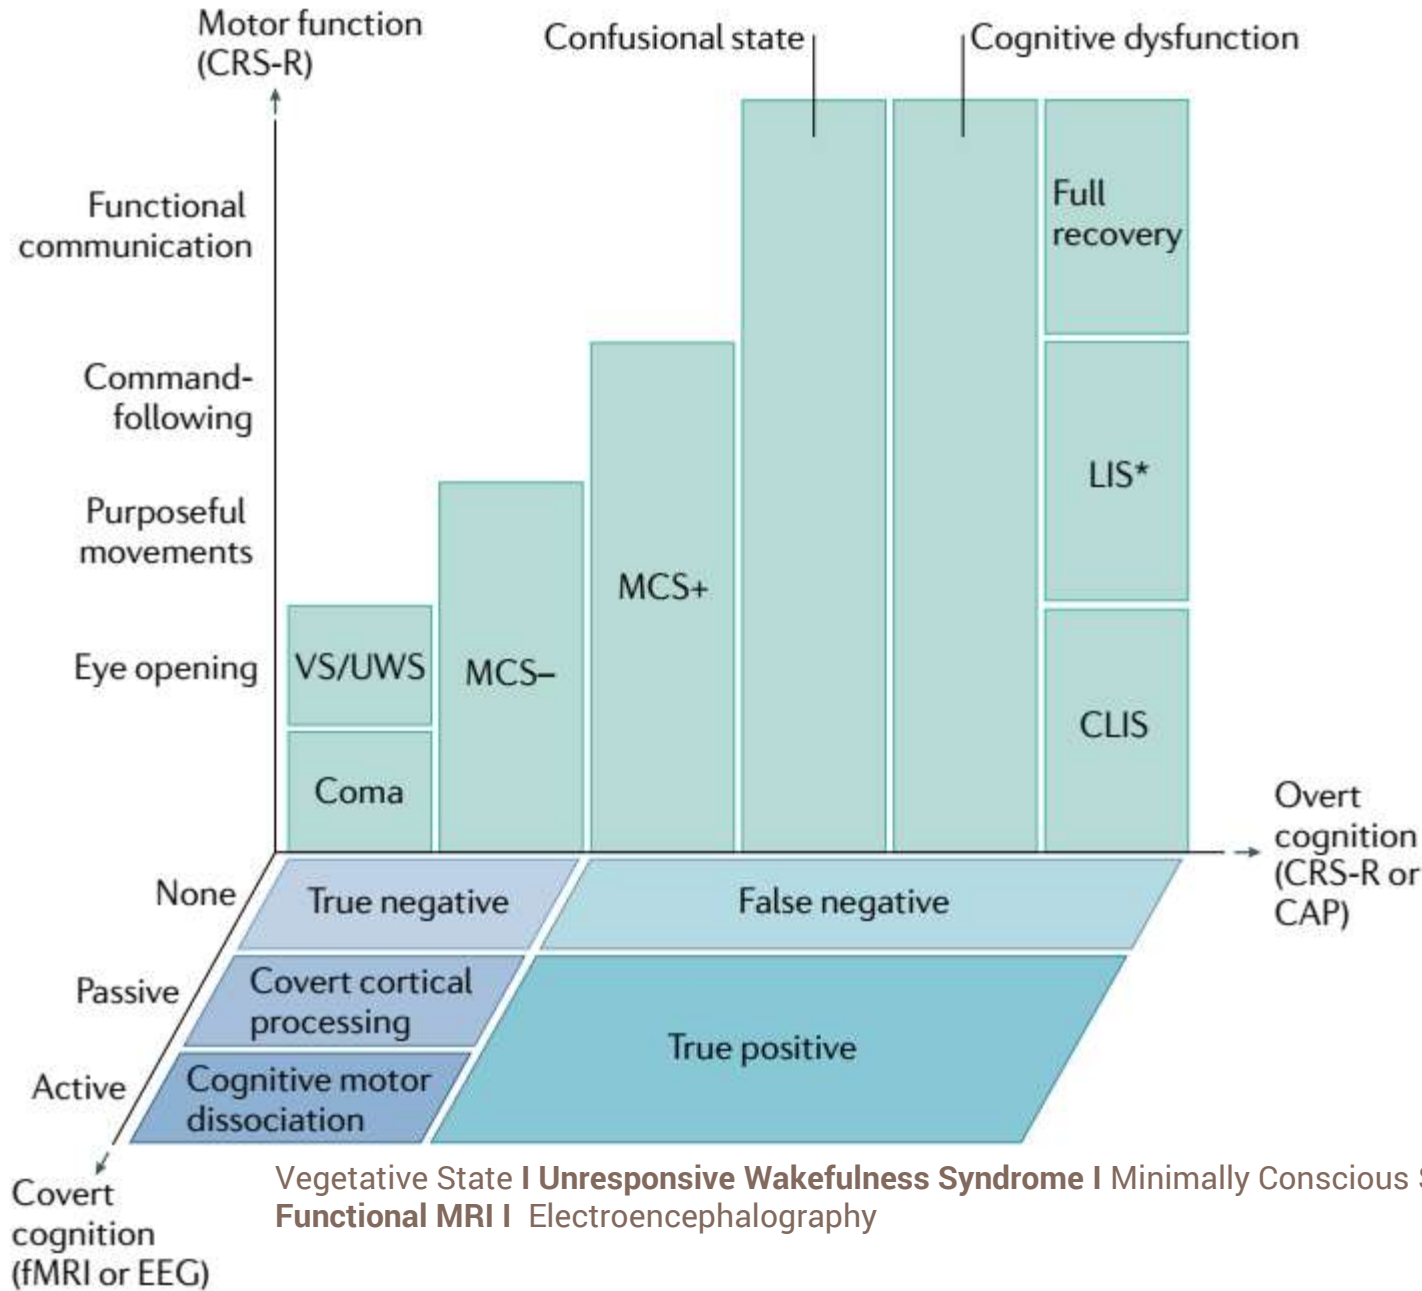 Motor function
(CRS-R)
Confusional state
Cognitive dysfunction
Functional
communication
Full
recovery
Command-
following
LIS*
Purposeful
movements
MCS+
Eye opening
VS/UWS
MCS–
CLIS
Coma
Overt
cognition
(CRS-R or
CAP)
None
True negative
False negative
Passive
Covert cortical
processing
True positive
Active
Cognitive motor
dissociation
Covert
cognition
(fMRI or EEG)
Vegetative State I Unresponsive Wakefulness Syndrome I Minimally Conscious
Functional MRI I Electroencephalography